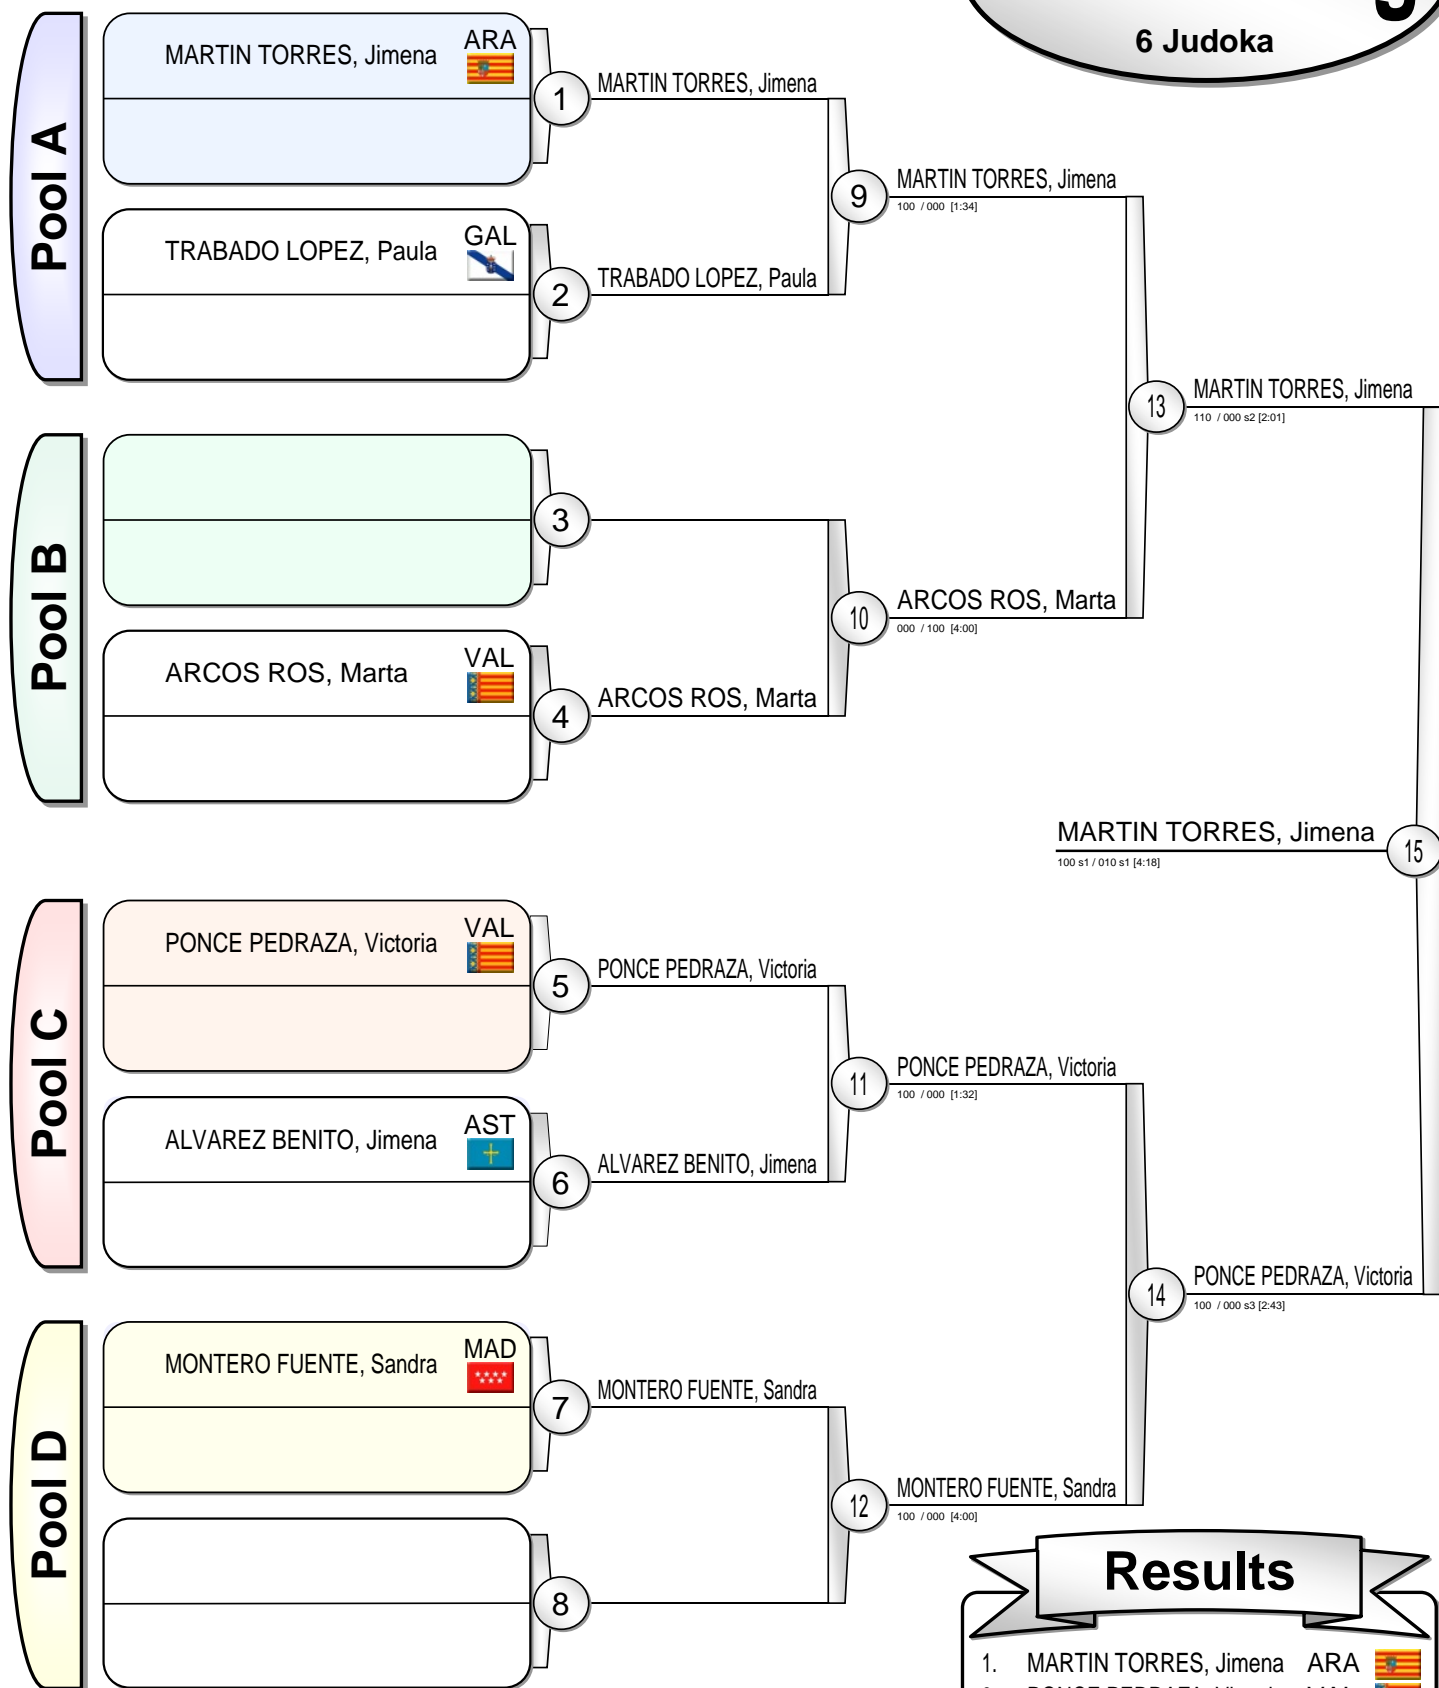 6 Judoka
Pool A
MARTIN TORRES, Jimena ARA
1
MARTIN TORRES, Jimena
TRABADO LOPEZ, Paula GAL
2
TRABADO LOPEZ, Paula
9
MARTIN TORRES, Jimena
100 / 000 [1:34]
Pool B
3
ARCOS ROS, Marta VAL
4
ARCOS ROS, Marta
10
ARCOS ROS, Marta
000 / 100 [4:00]
13
MARTIN TORRES, Jimena
110 / 000 s2 [2:01]
MARTIN TORRES, Jimena
100 s1 / 010 s1 [4:18]
15
Pool C
PONCE PEDRAZA, Victoria VAL
5
PONCE PEDRAZA, Victoria
ALVAREZ BENITO, Jimena AST
6
ALVAREZ BENITO, Jimena
11
PONCE PEDRAZA, Victoria
100 / 000 [1:32]
14
PONCE PEDRAZA, Victoria
100 / 000 s3 [2:43]
Pool D
MONTERO FUENTE, Sandra MAD
7
MONTERO FUENTE, Sandra
8
12
MONTERO FUENTE, Sandra
100 / 000 [4:00]
Results
1. MARTIN TORRES, Jimena ARA